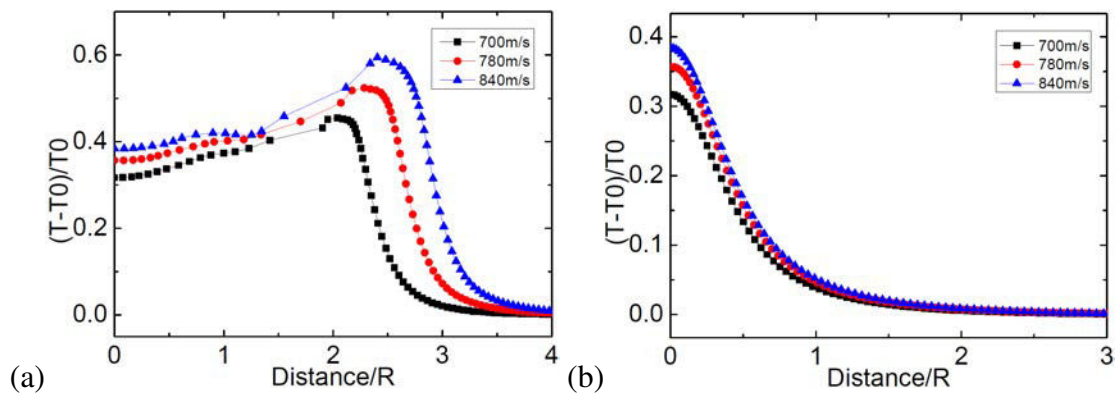 (T-T0)/T0
0.6
0.4
0.2
0.0
700m/s
780m/s
840m/s
0 1 2 3 4
Distance/R
(a)
(T-T0)/T0
0.4
0.3
0.2
0.1
0.0
700m/s
780m/s
840m/s
0 1 2 3
Distance/R
(b)